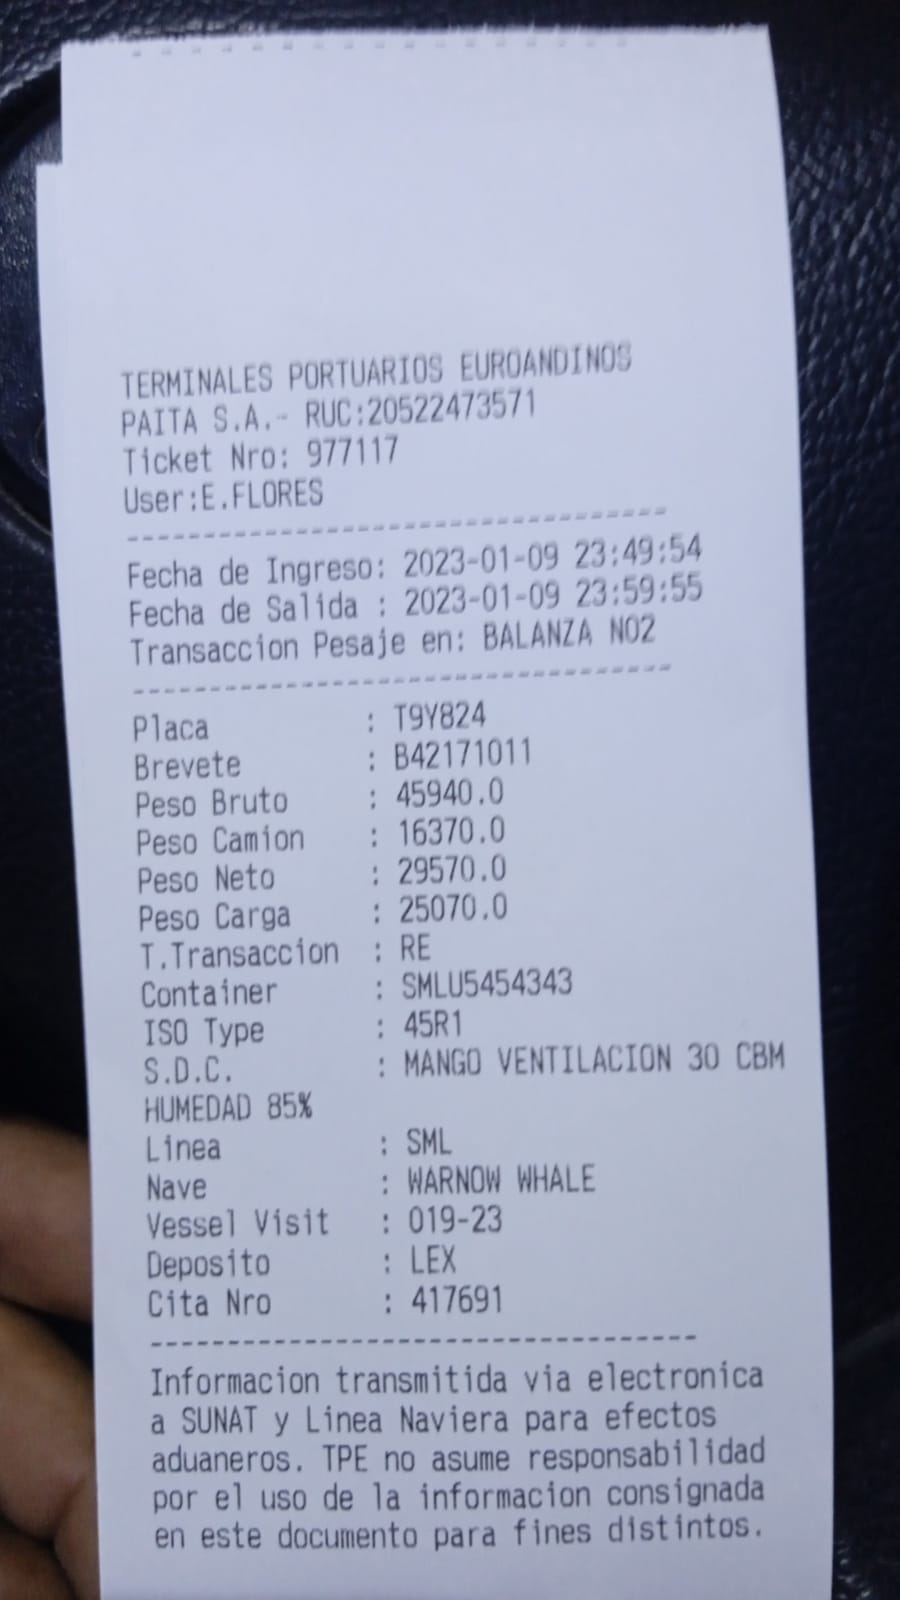 TERMINALES PORTUARIOS EUROANDINOS
PAITA S.A.- RUC:20522473571
Ticket Nro: 977117
User:E.FLORES
-----------------------------------
Fecha de Ingreso: 2023-01-09 23:49:54
Fecha de Salida : 2023-01-09 23:59:55
Transaccion Pesaje en: BALANZA NO2
-----------------------------------
Placa : T9Y824
Brevete : B42171011
Peso Bruto : 45940.0
Peso Camion : 16370.0
Peso Neto : 29570.0
Peso Carga : 25070.0
T.Transaccion : RE
Container : SMLU5454343
ISO Type : 45R1
S.D.C. : MANGO VENTILACION 30 CBM
HUMEDAD 85%
Linea : SML
Nave : WARNOW WHALE
Vessel Visit : 019-23
Deposito : LEX
Cita Nro : 417691
-----------------------------------
Informacion transmitida via electronica
a SUNAT y Linea Naviera para efectos
aduaneros. TPE no asume responsabilidad
por el uso de la informacion consignada
en este documento para fines distintos.